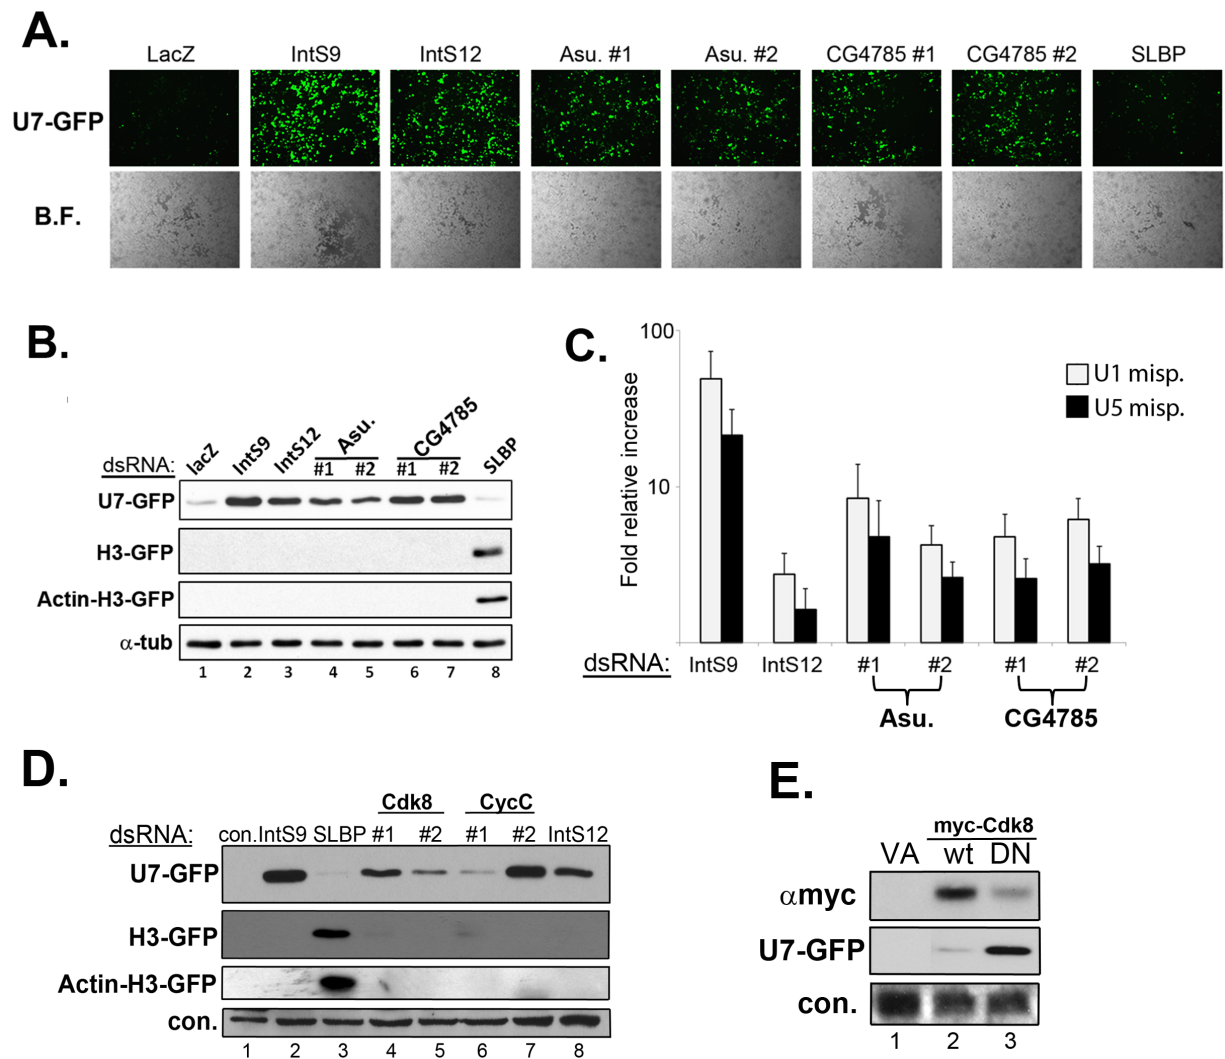 A.
LacZ IntS9 IntS12 Asu. #1 Asu. #2 CG4785 #1 CG4785 #2 SLBP
U7-GFP
B.F.
B.
dsRNA: lacZ IntS9 IntS12 Asu. CG4785 SLBP
#1 #2 #1 #2
U7-GFP
H3-GFP
Actin-H3-GFP
α-tub
1 2 3 4 5 6 7 8
C.
100
10
Fold relative increase
U1 misp.
U5 misp.
dsRNA: IntS9 IntS12 #1 #2 #1 #2
Asu. CG4785
D.
Cdk8 CycC
dsRNA: con. IntS9 SLBP #1 #2 #1 #2 IntS12
U7-GFP
H3-GFP
Actin-H3-GFP
con.
1 2 3 4 5 6 7 8
E.
myc-Cdk8
VA wt DN
αmyc
U7-GFP
con.
1 2 3